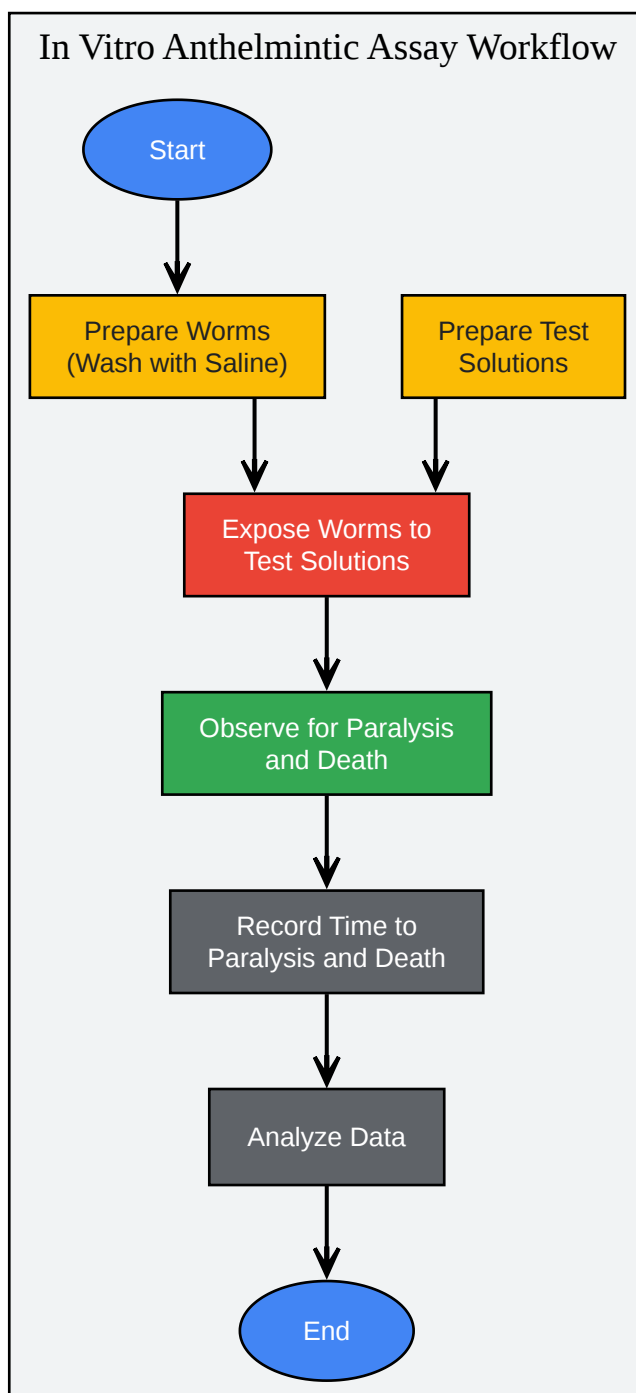 In Vitro Anthelmintic Assay Workflow
Start
Prepare Worms
(Wash with Saline)
Prepare Test
Solutions
Expose Worms to
Test Solutions
Observe for Paralysis
and Death
Record Time to
Paralysis and Death
Analyze Data
End